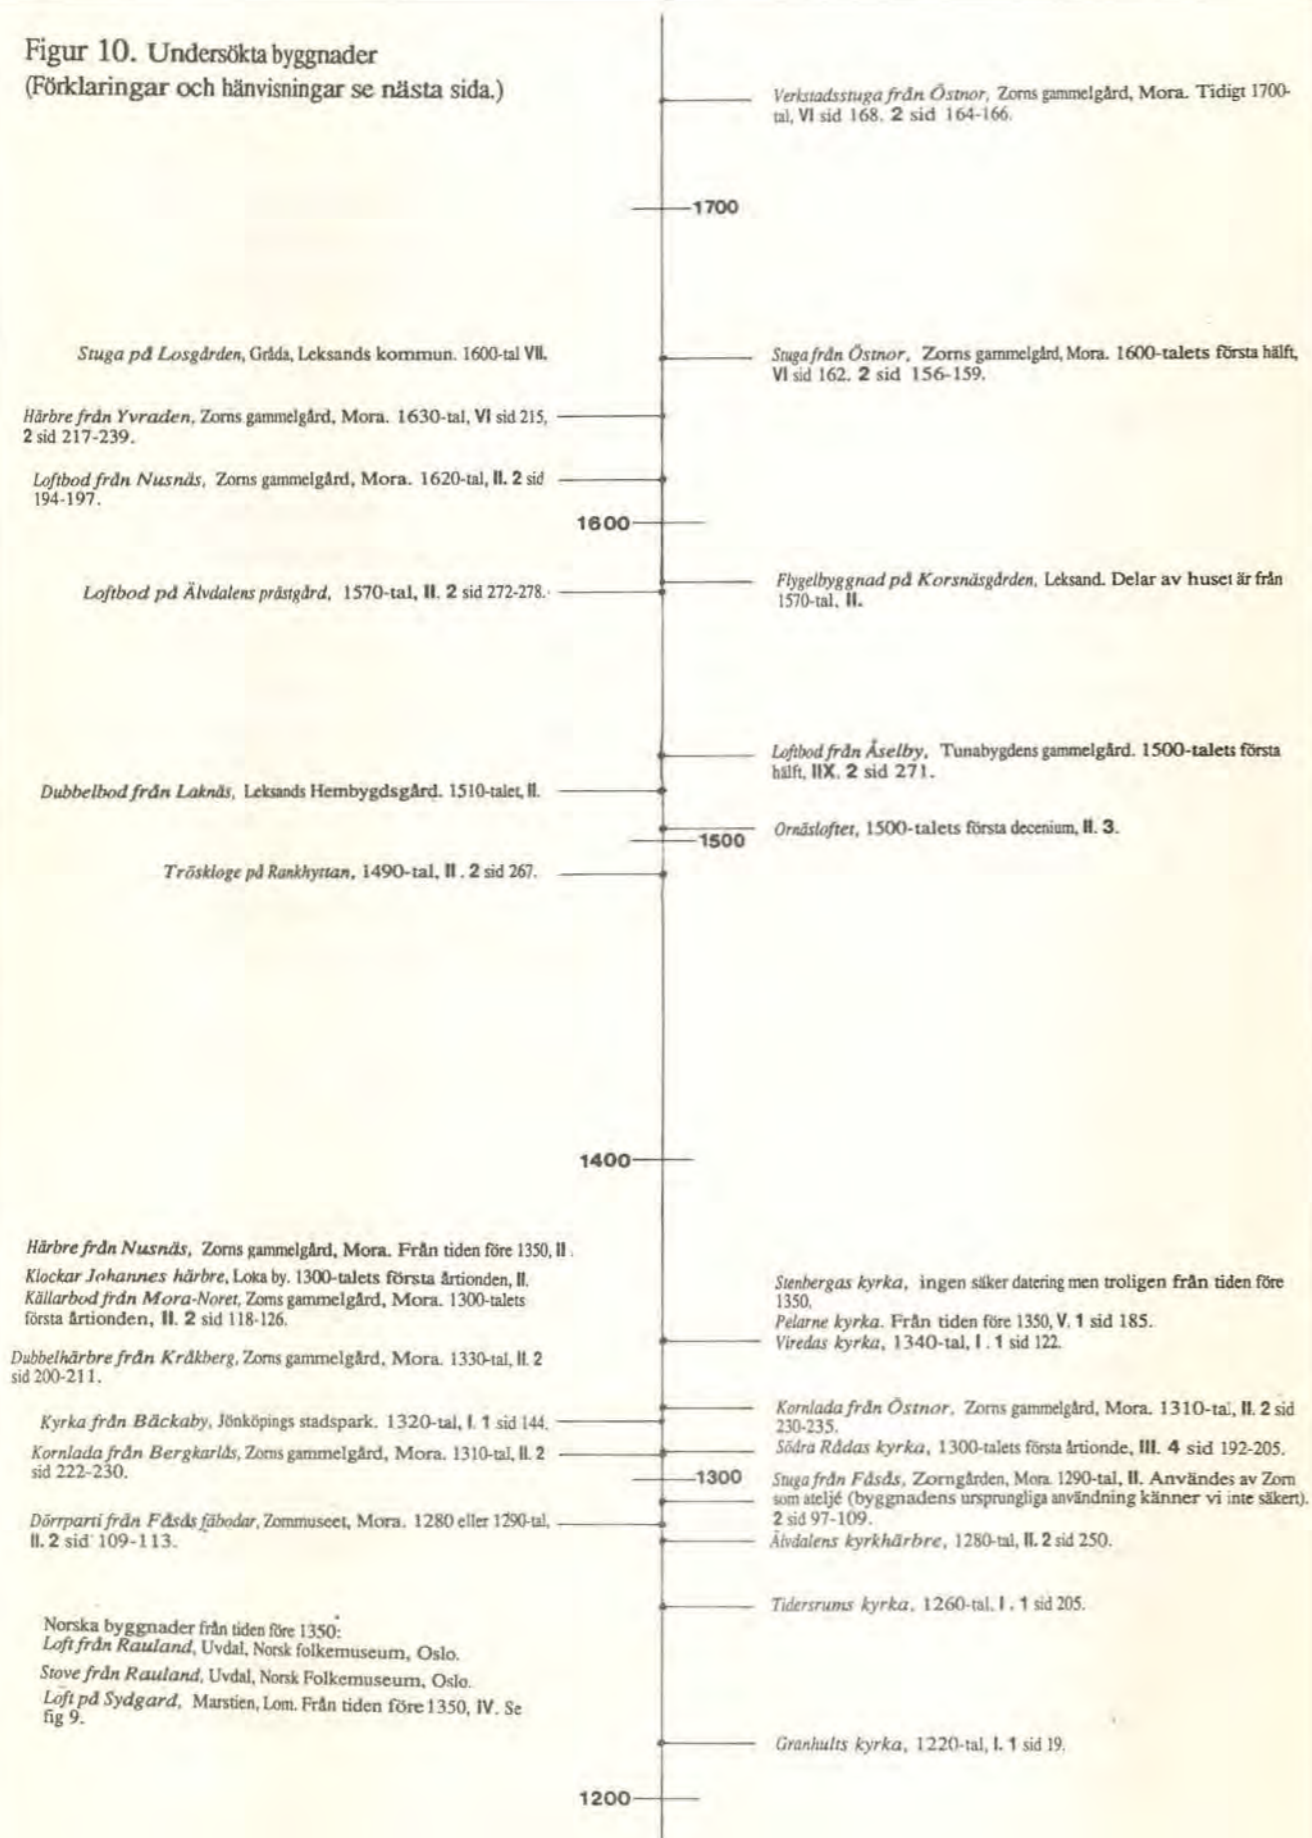 Figur 10. Undersökta byggnader
(Förklaringar och hänvisningar se nästa sida.)
Verkstadsstuga från Östnor, Zorns gammelgård, Mora. Tidigt 1700-
tal, VI sid 168. 2 sid 164-166.
1700
Stuga på Losgården, Gråda, Leksands kommun. 1600-tal VII.
Stuga från Östnor, Zorns gammelgård, Mora. 1600-talets första hälft,
VI sid 162. 2 sid 156-159.
Härbre från Yvraden, Zorns gammelgård, Mora. 1630-tal, VI sid 215,
2 sid 217-239.
Loftbod från Nusnäs, Zorns gammelgård, Mora. 1620-tal, II. 2 sid
194-197.
1600
Loftbod på Älvdalens prästgård, 1570-tal, II. 2 sid 272-278.
Flygelbyggnad på Korsnäsgården, Leksand. Delar av huset är från
1570-tal, II.
Loftbod från Åselby, Tunabygdens gammelgård. 1500-talets första
hälft, IIX. 2 sid 271.
Dubbelbod från Laknäs, Leksands Hembygdsgård. 1510-talet, II.
Ornäsloftet, 1500-talets första decenium, II. 3.
1500
Tröskloge på Rankhyttan, 1490-tal, II . 2 sid 267.
1400
Härbre från Nusnäs, Zorns gammelgård, Mora. Från tiden före 1350, II .
Klockar Johannes härbre, Loka by. 1300-talets första årtionden, II.
Källarbod från Mora-Noret, Zorns gammelgård, Mora. 1300-talets
första årtionden, II. 2 sid 118-126.
Stenbergas kyrka, ingen säker datering men troligen från tiden före
1350.
Pelarne kyrka. Från tiden före 1350, V. 1 sid 185.
Viredas kyrka, 1340-tal, I . 1 sid 122.
Dubbelhärbre från Kråkberg, Zorns gammelgård, Mora. 1330-tal, II. 2
sid 200-211.
Kyrka från Bäckaby, Jönköpings stadspark. 1320-tal, I. 1 sid 144.
Kornlada från Östnor, Zorns gammelgård, Mora. 1310-tal, II. 2 sid
230-235.
Kornlada från Bergkarlås, Zorns gammelgård, Mora. 1310-tal, II. 2
sid 222-230.
Södra Rådas kyrka, 1300-talets första årtionde, III. 4 sid 192-205.
1300
Stuga från Fåsås, Zorngården, Mora. 1290-tal, II. Användes av Zorn
som ateljé (byggnadens ursprungliga användning känner vi inte säkert).
2 sid 97-109.
Dörrparti från Fåsås fäbodar, Zornmuseet, Mora. 1280 eller 1290-tal,
II. 2 sid 109-113.
Älvdalens kyrkhärbre, 1280-tal, II. 2 sid 250.
Tidersrums kyrka, 1260-tal, I . 1 sid 205.
Norska byggnader från tiden före 1350:
Loft från Rauland, Uvdal, Norsk folkemuseum, Oslo.
Stove från Rauland, Uvdal, Norsk Folkemuseum, Oslo.
Loft på Sydgard, Marstien, Lom. Från tiden före 1350, IV. Se
fig 9.
Granhults kyrka, 1220-tal, I. 1 sid 19.
1200